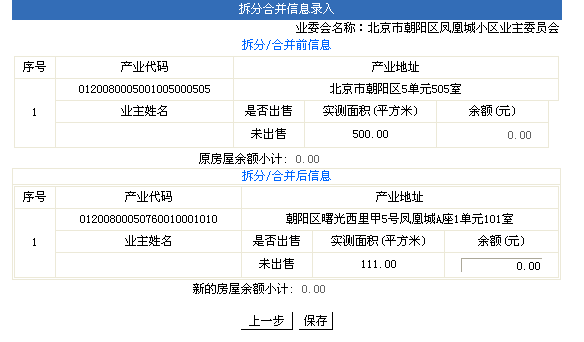 拆分合并信息录入
业委会名称：北京市朝阳区凤凰城小区业主委员会
拆分/合并前信息
序号 产业代码 产业地址
1 0120080005001005000505 北京市朝阳区5单元505室
业主姓名 是否出售 实测面积(平方米) 余额(元)
未出售 500.00 0.00
原房屋余额小计: 0.00
拆分/合并后信息
序号 产业代码 产业地址
1 01200800050760010001010 朝阳区曙光西里甲5号凤凰城A座1单元101室
业主姓名 是否出售 实测面积(平方米) 余额(元)
未出售 111.00 0.00
新的房屋余额小计: 0.00
上一步 保存